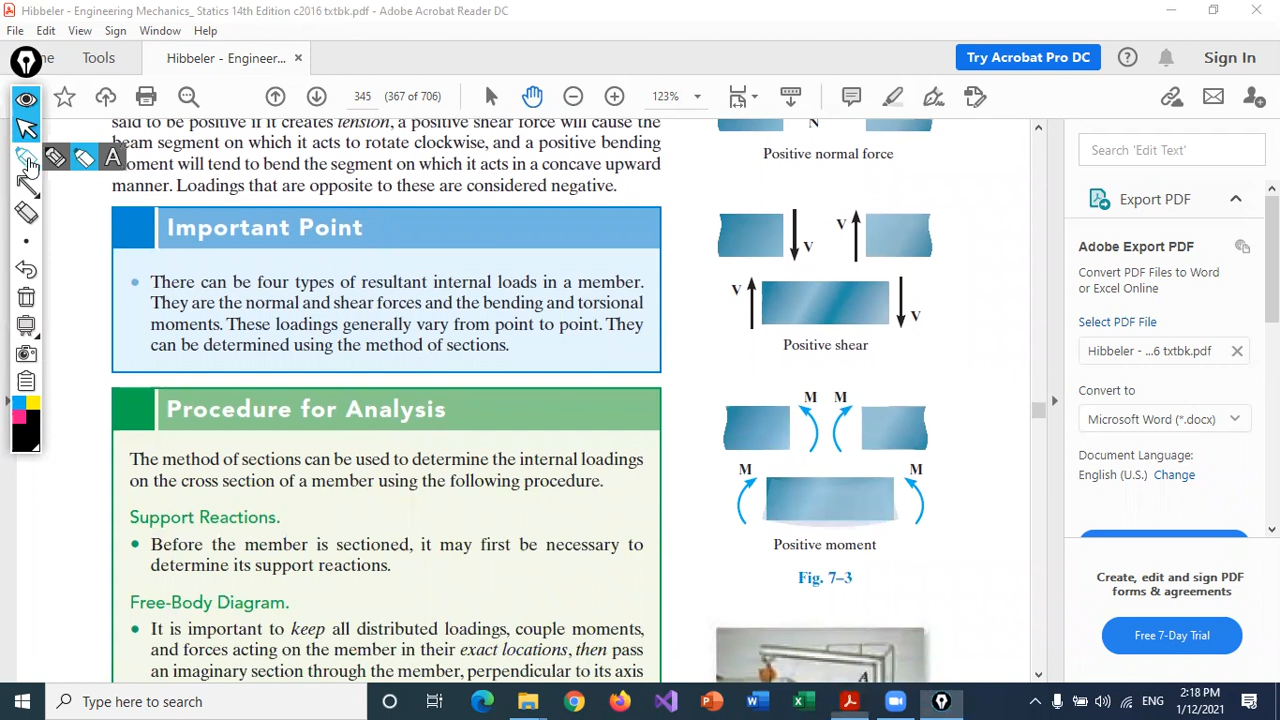 Hibbeler - Engineering Mechanics_ Statics 14th Edition c2016 txtbk.pdf - Adobe Acrobat Reader DC
File Edit View Sign Window Help
me Tools Hibbeler - Engineer... ×
Try Acrobat Pro DC
Sign In
345 (367 of 706)
123%
said to be positive if it creates tension, a positive shear force will cause the
beam segment on which it acts to rotate clockwise, and a positive bending
moment will tend to bend the segment on which it acts in a concave upward
manner. Loadings that are opposite to these are considered negative.
Important Point
• There can be four types of resultant internal loads in a member.
They are the normal and shear forces and the bending and torsional
moments. These loadings generally vary from point to point. They
can be determined using the method of sections.
Procedure for Analysis
The method of sections can be used to determine the internal loadings
on the cross section of a member using the following procedure.
Support Reactions.
• Before the member is sectioned, it may first be necessary to
determine its support reactions.
Free-Body Diagram.
• It is important to keep all distributed loadings, couple moments,
and forces acting on the member in their exact locations, then pass
an imaginary section through the member, perpendicular to its axis
N
Positive normal force
V
V
V
V
Positive shear
M M
M M
Positive moment
Fig. 7–3
A
Search 'Edit Text'
Export PDF
Adobe Export PDF
Convert PDF Files to Word
or Excel Online
Select PDF File
Hibbeler - ...6 txtbk.pdf
Convert to
Microsoft Word (*.docx)
Document Language:
English (U.S.) Change
Create, edit and sign PDF
forms & agreements
Free 7-Day Trial
A
Type here to search
ENG
2:18 PM
1/12/2021